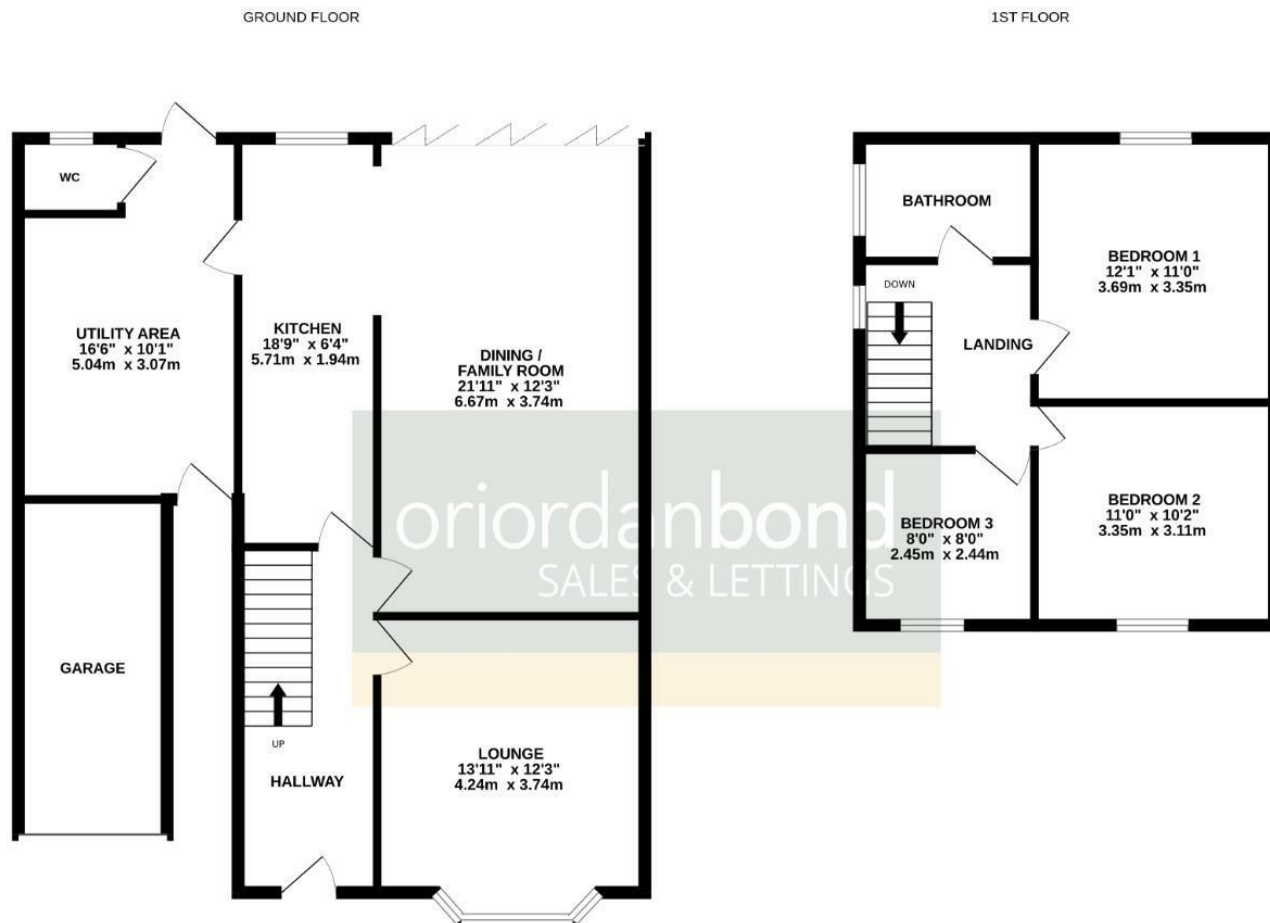 GROUND FLOOR
WC
UTILITY AREA
16'6" x 10'1"
5.04m x 3.07m
KITCHEN
18'9" x 6'4"
5.71m x 1.94m
DINING /
FAMILY ROOM
21'11" x 12'3"
6.67m x 3.74m
GARAGE
UP
HALLWAY
LOUNGE
13'11" x 12'3"
4.24m x 3.74m
oriordanbond
SALES & LETTINGS
1ST FLOOR
BATHROOM
DOWN
LANDING
BEDROOM 1
12'1" x 11'0"
3.69m x 3.35m
BEDROOM 2
11'0" x 10'2"
3.35m x 3.11m
BEDROOM 3
8'0" x 8'0"
2.45m x 2.44m